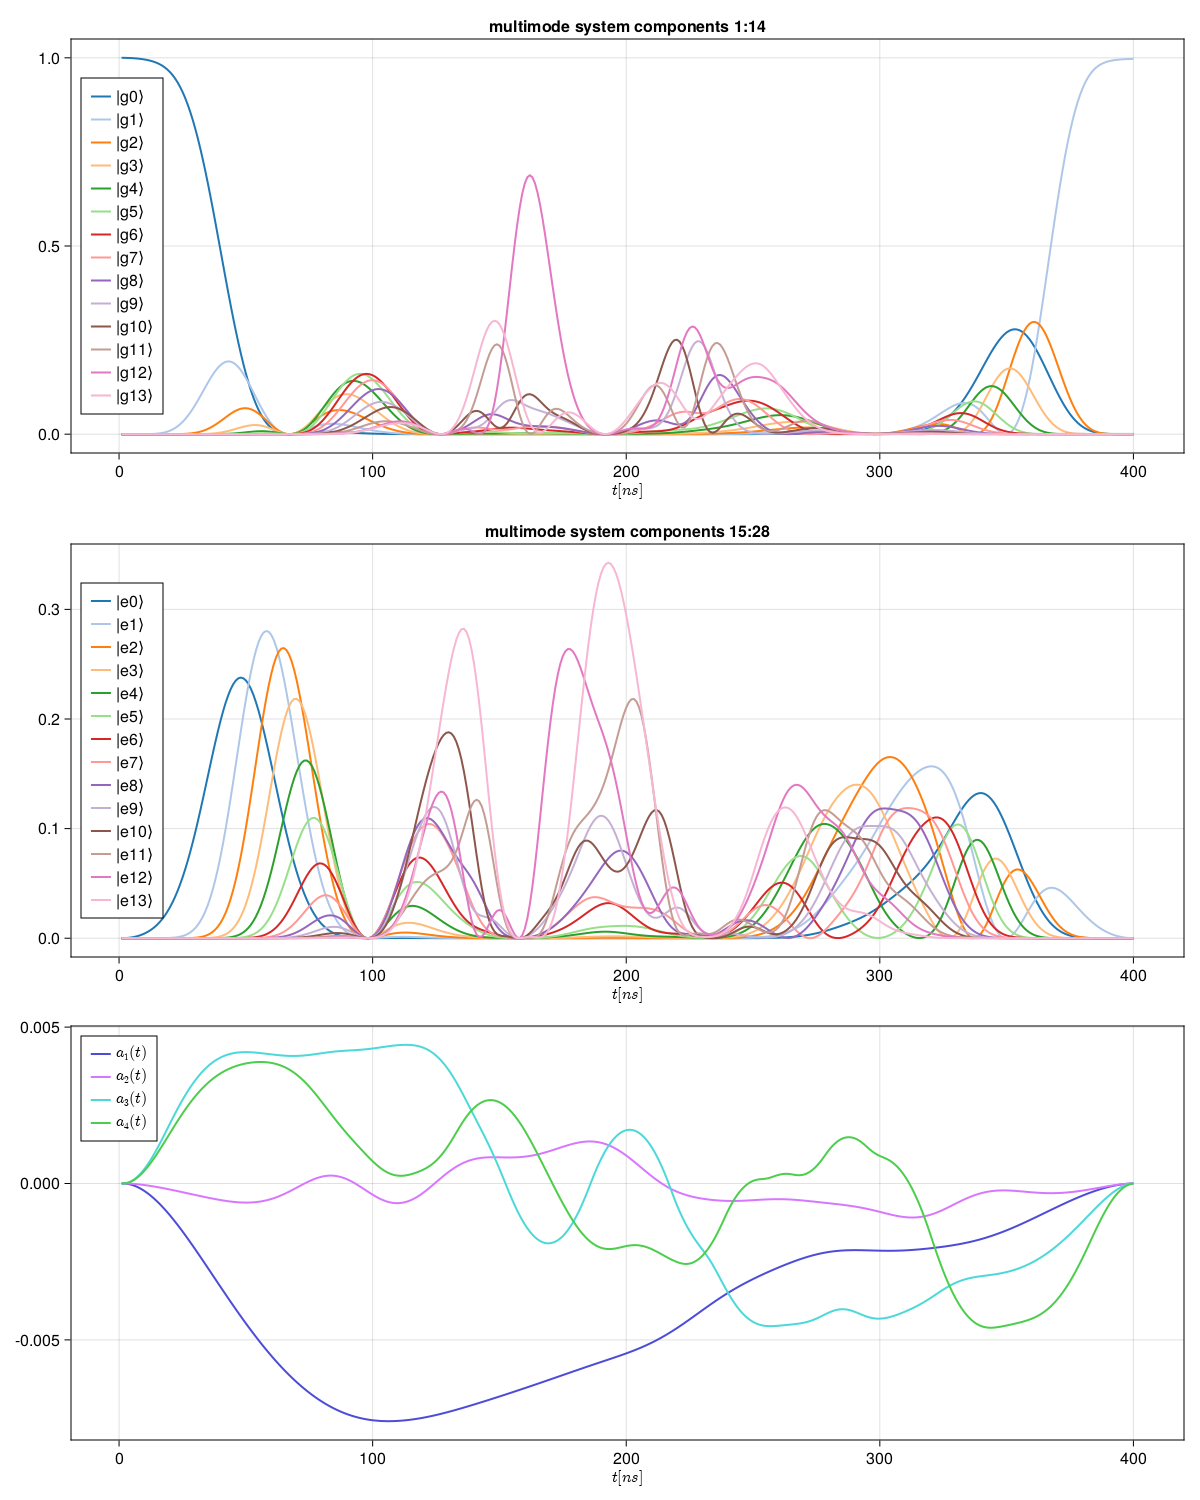 multimode system components 1:14
1.0
0.5
0.0
|g0⟩
|g1⟩
|g2⟩
|g3⟩
|g4⟩
|g5⟩
|g6⟩
|g7⟩
|g8⟩
|g9⟩
|g10⟩
|g11⟩
|g12⟩
|g13⟩
0 100 200 300 400
t[ns]
multimode system components 15:28
0.3
0.2
0.1
0.0
|e0⟩
|e1⟩
|e2⟩
|e3⟩
|e4⟩
|e5⟩
|e6⟩
|e7⟩
|e8⟩
|e9⟩
|e10⟩
|e11⟩
|e12⟩
|e13⟩
0 100 200 300 400
t[ns]
0.005
0.000
-0.005
a₁(t)
a₂(t)
a₃(t)
a₄(t)
0 100 200 300 400
t[ns]